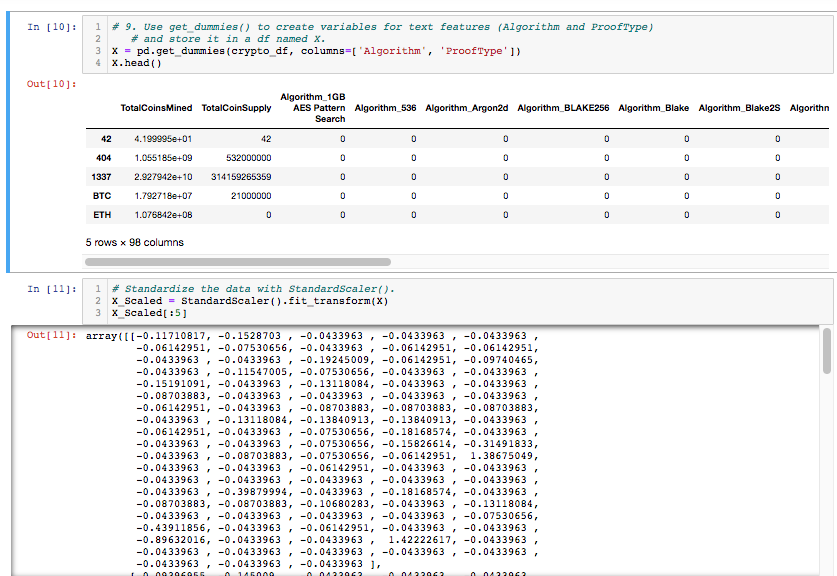 In [10]:
1 # 9. Use get_dummies() to create variables for text features (Algorithm and ProofType)
2 # and store it in a df named X.
3 X = pd.get_dummies(crypto_df, columns=['Algorithm', 'ProofType'])
4 X.head()
Out[10]:
TotalCoinsMined TotalCoinSupply Algorithm_1GB AES Pattern Search Algorithm_536 Algorithm_Argon2d Algorithm_BLAKE256 Algorithm_Blake Algorithm_Blake2S Algorithn
42 4.199995e+01 42 0 0 0 0 0 0
404 1.055185e+09 532000000 0 0 0 0 0 0
1337 2.927942e+10 314159265359 0 0 0 0 0 0
BTC 1.792718e+07 21000000 0 0 0 0 0 0
ETH 1.076842e+08 0 0 0 0 0 0 0
5 rows × 98 columns
In [11]:
1 # Standardize the data with StandardScaler().
2 X_Scaled = StandardScaler().fit_transform(X)
3 X_Scaled[:5]
Out[11]: array([[-0.11710817, -0.1528703 , -0.0433963 , -0.0433963 , -0.0433963 ,
-0.06142951, -0.07530656, -0.0433963 , -0.06142951, -0.06142951,
-0.0433963 , -0.0433963 , -0.19245009, -0.06142951, -0.09740465,
-0.0433963 , -0.11547005, -0.07530656, -0.0433963 , -0.0433963 ,
-0.15191091, -0.0433963 , -0.13118084, -0.0433963 , -0.0433963 ,
-0.08703883, -0.0433963 , -0.0433963 , -0.0433963 , -0.0433963 ,
-0.06142951, -0.0433963 , -0.08703883, -0.08703883, -0.08703883,
-0.0433963 , -0.13118084, -0.13840913, -0.13840913, -0.0433963 ,
-0.06142951, -0.0433963 , -0.07530656, -0.18168574, -0.0433963 ,
-0.0433963 , -0.0433963 , -0.07530656, -0.15826614, -0.31491833,
-0.0433963 , -0.08703883, -0.07530656, -0.06142951, 1.38675049,
-0.0433963 , -0.0433963 , -0.06142951, -0.0433963 , -0.0433963 ,
-0.0433963 , -0.0433963 , -0.0433963 , -0.0433963 , -0.0433963 ,
-0.0433963 , -0.39879994, -0.0433963 , -0.18168574, -0.0433963 ,
-0.08703883, -0.08703883, -0.10680283, -0.0433963 , -0.13118084,
-0.0433963 , -0.0433963 , -0.0433963 , -0.0433963 , -0.07530656,
-0.43911856, -0.0433963 , -0.06142951, -0.0433963 , -0.0433963 ,
-0.89632016, -0.0433963 , -0.0433963 , 1.42222617, -0.0433963 ,
-0.0433963 , -0.0433963 , -0.0433963 , -0.0433963 , -0.0433963 ,
-0.0433963 , -0.0433963 , -0.0433963 ],